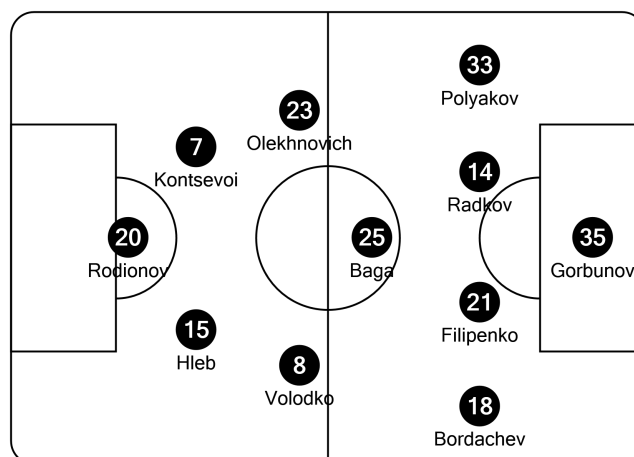 33
Polyakov
23
Olekhnovich
7
Kontsevoi
14
Radkov
20
Rodionov
25
Baga
35
Gorbunov
21
Filipenko
15
Hleb
8
Volodko
18
Bordachev